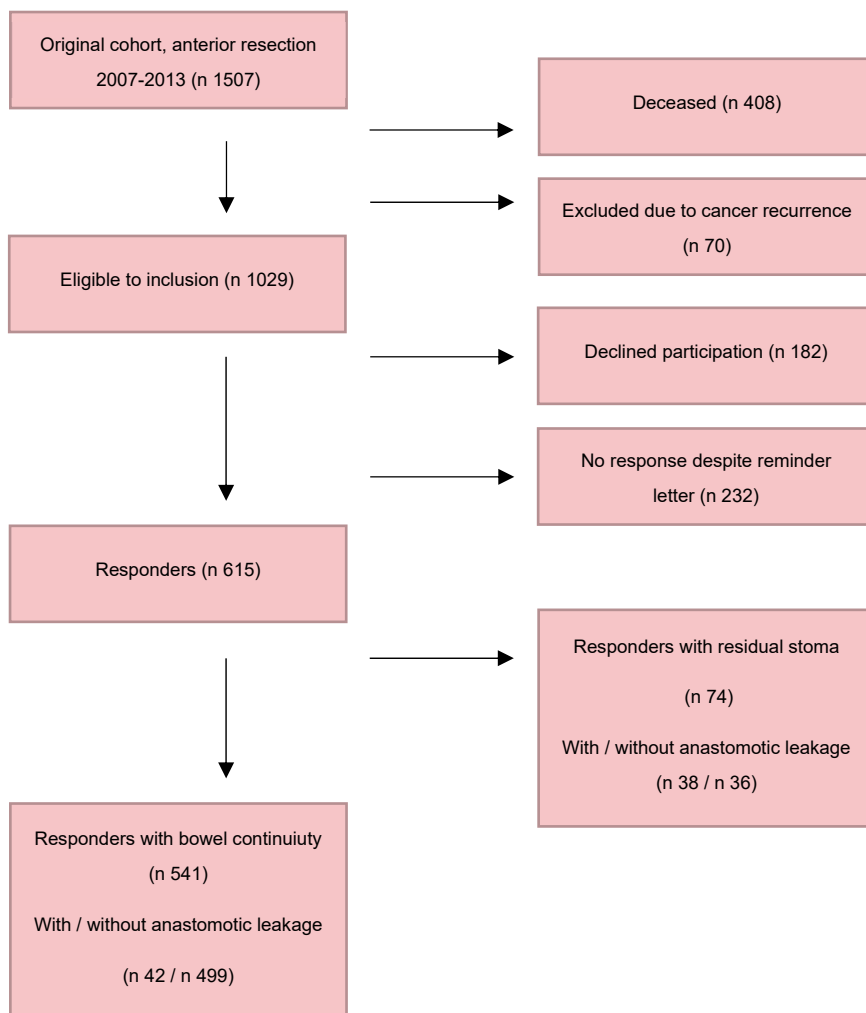 Original cohort, anterior resection
2007-2013 (n 1507)
Deceased (n 408)
Excluded due to cancer recurrence
(n 70)
Eligible to inclusion (n 1029)
Declined participation (n 182)
No response despite reminder
letter (n 232)
Responders (n 615)
Responders with residual stoma
(n 74)
With / without anastomotic leakage
(n 38 / n 36)
Responders with bowel continuiuty
(n 541)
With / without anastomotic leakage
(n 42 / n 499)